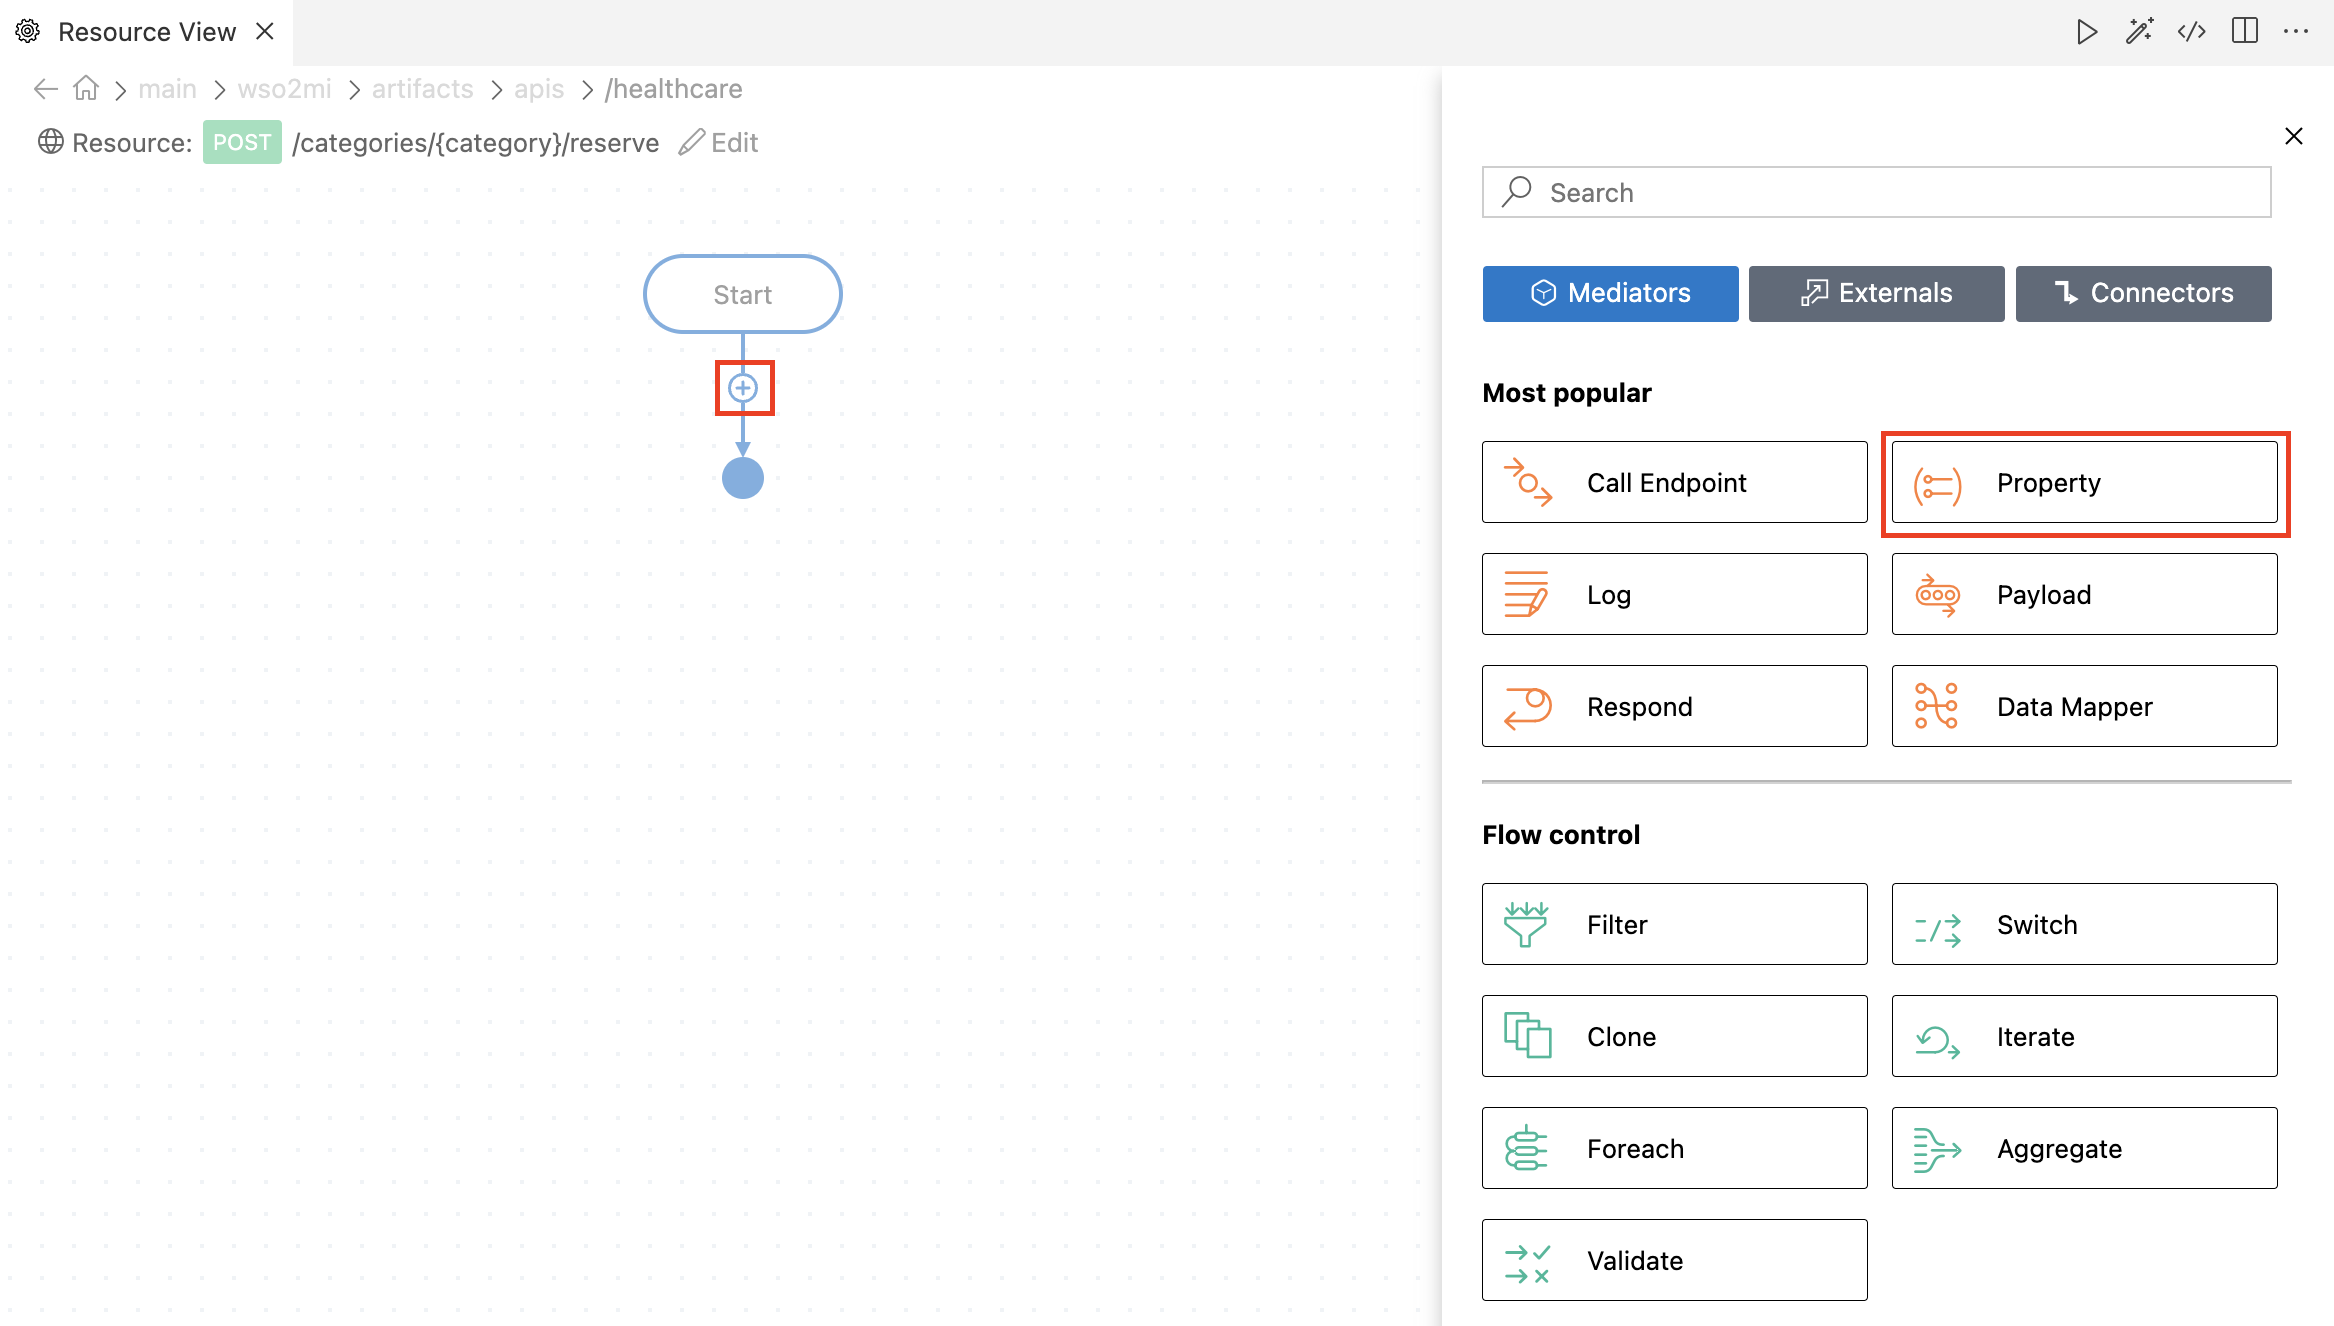 Resource View
main > wso2mi > artifacts > apis > /healthcare
Resource: POST /categories/{category}/reserve Edit
Start
Search
Mediators Externals Connectors
Most popular
Call Endpoint Property
Log Payload
Respond Data Mapper
Flow control
Filter Switch
Clone Iterate
Foreach Aggregate
Validate